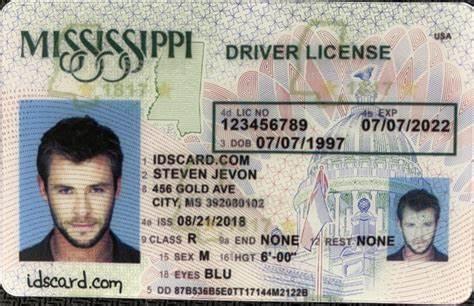 MISSISSIPPI DRIVER LICENSE USA
1817 1817
4d LIC NO 4b EXP
123456789 07/07/2022
3 DOB 07/07/1997
1 IDSCARD.COM
2 STEVEN JEVON
8 456 GOLD AVE
CITY, MS 392080081
4a ISS 08/21/2018
9 CLASS R 9a END NONE 12 REST NONE
15 SEX M 16 HGT 6'-00"
18 EYES BLU
5 DD 87B536B5E0TT17144M2122B
idscard.com